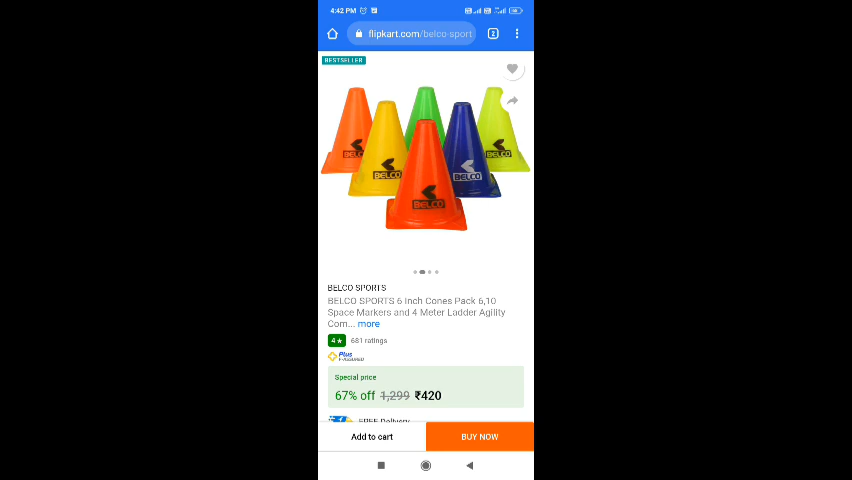 4:42 PM
flipkart.com/belco-sport
2
BESTSELLER
BELCO
BELCO
BELCO
BELCO
BELCO
BELCO SPORTS
BELCO SPORTS 6 Inch Cones Pack 6,10
Space Markers and 4 Meter Ladder Agility
Com... more
4★ 681 ratings
Plus
F-ASSURED
Special price
67% off 1,299 ₹420
FREE Delivery
Add to cart BUY NOW